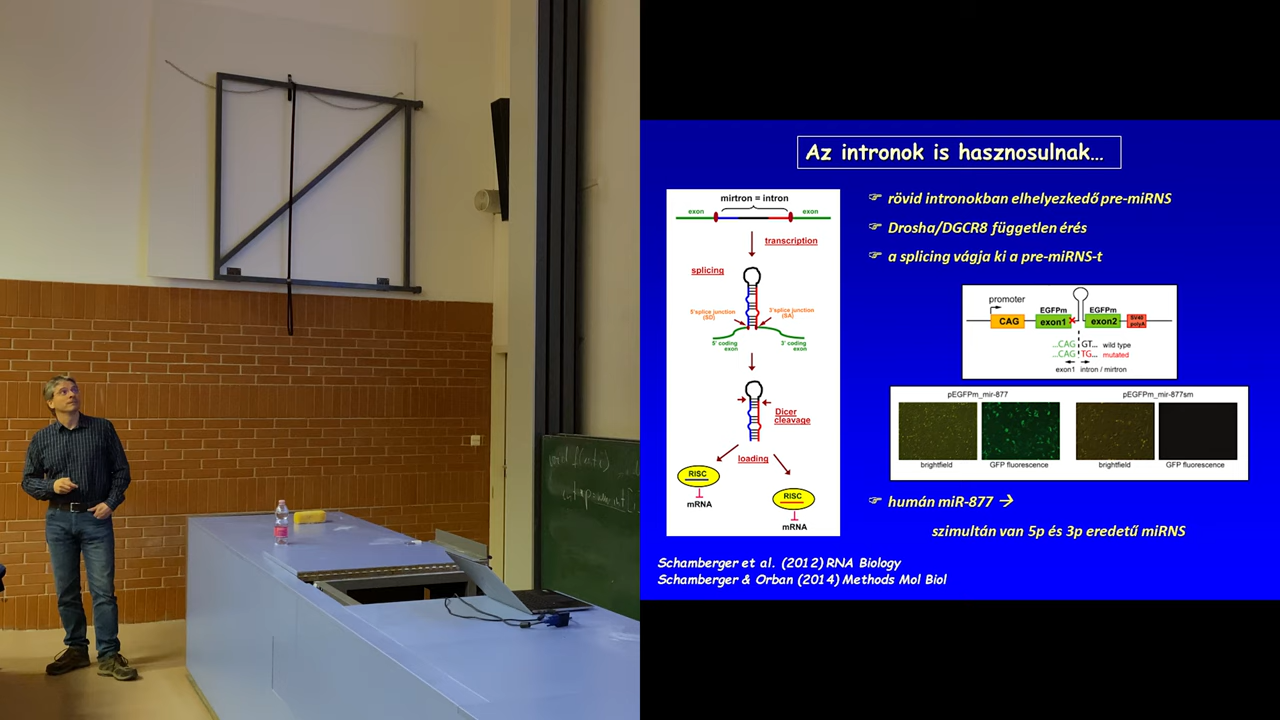 Az intronok is hasznosulnak...
mirtron = intron
exon
exon
transcription
splicing
5'splice junction
(SD)
3'splice junction
(SA)
5' coding
exon
3' coding
exon
Dicer
cleavage
loading
RISC
mRNA
RISC
mRNA
☞ rövid intronokban elhelyezkedő pre-miRNS
☞ Drosha/DGCR8 független érés
☞ a splicing vágja ki a pre-miRNS-t
promoter
CAG
EGFPm
exon1
EGFPm
exon2
SV40
polyA
...CAG GT... wild type
...CAG TG... mutated
exon1 intron / mirtron
pEGFPm_mir-877
pEGFPm_mir-877sm
brightfield
GFP fluorescence
brightfield
GFP fluorescence
☞ humán miR-877 →
szimultán van 5p és 3p eredetű miRNS
Schamberger et al. (2012) RNA Biology
Schamberger & Orban (2014) Methods Mol Biol